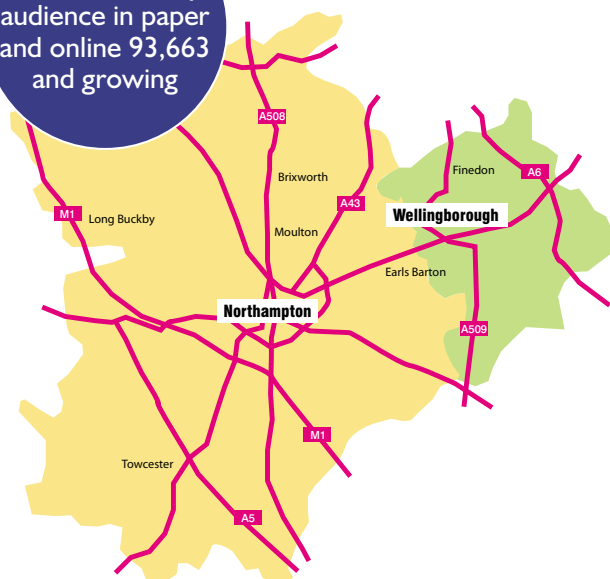 audience in paper
and online 93,663
and growing
A508
Finedon
A6
Brixworth
A43
M1
Long Buckby
Wellingborough
Moulton
Earls Barton
Northampton
A509
M1
Towcester
A5